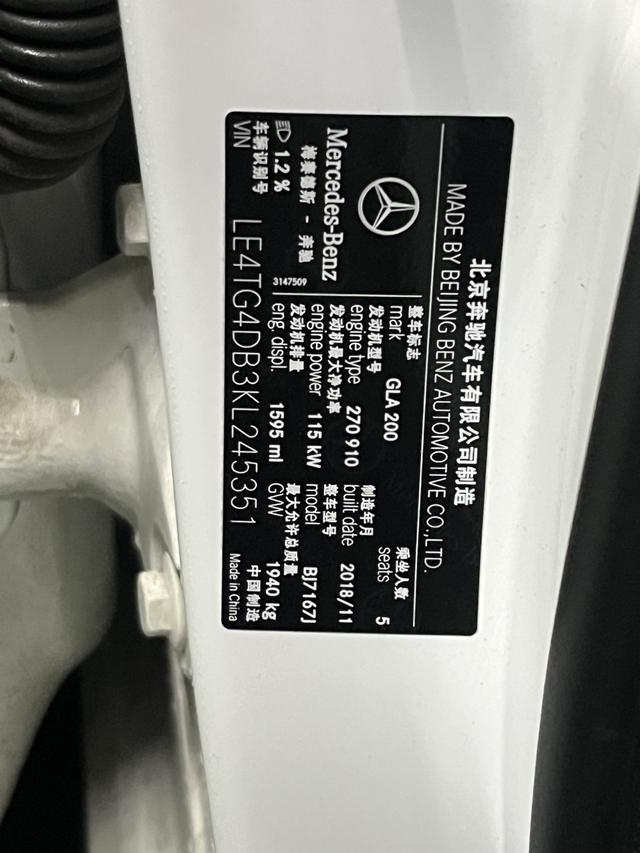 北京奔驰汽车有限公司制造
MADE BY BEIJING BENZ AUTOMOTIVE CO.,LTD.
Mercedes-Benz
梅赛德斯 - 奔驰
1.2 %
3147509
整车标志
mark GLA 200
乘坐人数
seats 5
发动机型号
engine type 270 910
制造年月
built date 2018/11
发动机最大净功率
engine power 115 kW
整车型号
model BJ7167J
发动机排量
eng. displ. 1595 ml
最大允许总质量
GVW 1940 kg
车辆识别号
VIN LE4TG4DB3KL245351
中国制造
Made in China